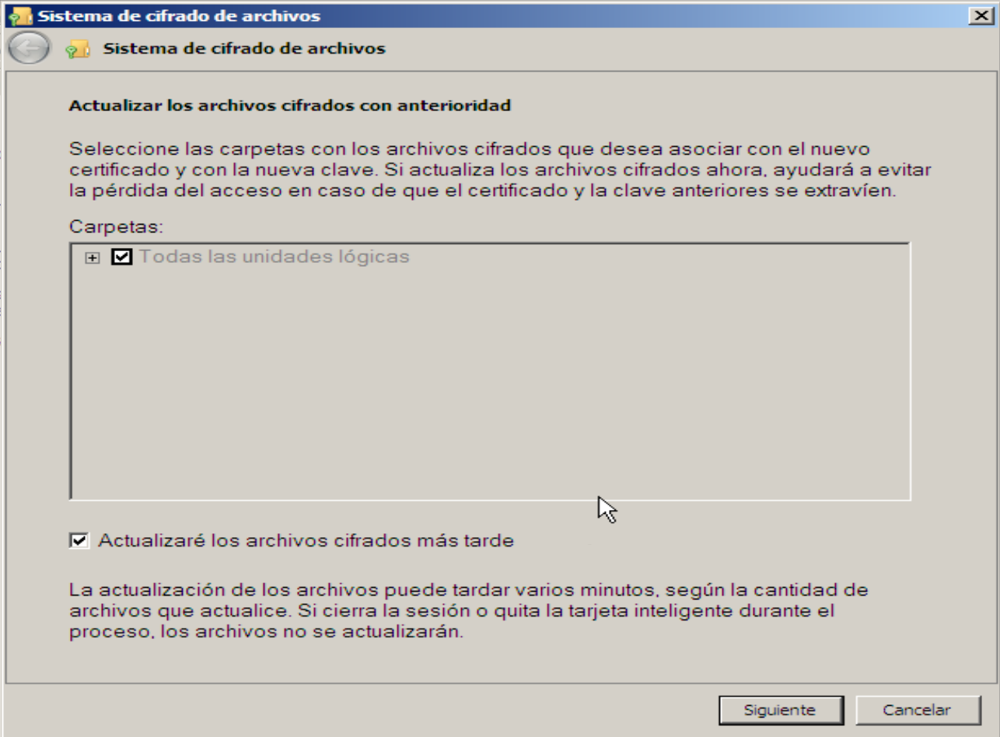 Sistema de cifrado de archivos
Sistema de cifrado de archivos
Actualizar los archivos cifrados con anterioridad
Seleccione las carpetas con los archivos cifrados que desea asociar con el nuevo
certificado y con la nueva clave. Si actualiza los archivos cifrados ahora, ayudará a evitar
la pérdida del acceso en caso de que el certificado y la clave anteriores se extravíen.
Carpetas:
Todas las unidades lógicas
Actualizaré los archivos cifrados más tarde
La actualización de los archivos puede tardar varios minutos, según la cantidad de
archivos que actualice. Si cierra la sesión o quita la tarjeta inteligente durante el
proceso, los archivos no se actualizarán.
Siguiente
Cancelar